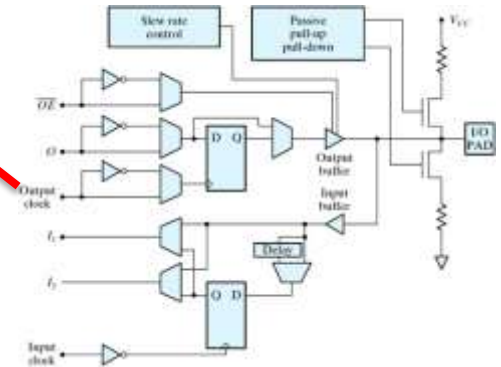 Slew rate
control
Passive
pull-up
pull-down
V_CC
OE
O
D Q
I/O
PAD
Output
buffer
Output
clock
Input
buffer
I₁
Delay
I₂
Q D
Input
clock